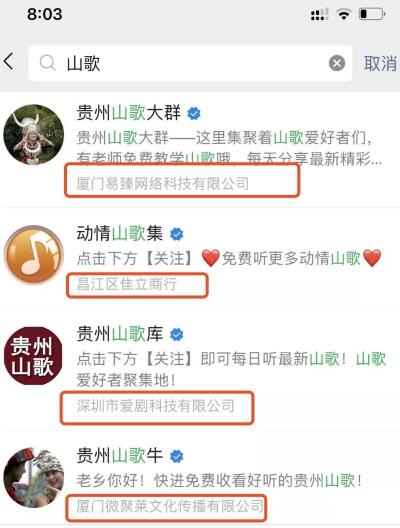 8:03
山歌
取消
贵州山歌大群
贵州山歌大群——这里集聚着山歌爱好者们，
有老师免费教学山歌哦，每天分享最新精彩...
厦门易臻网络科技有限公司
动情山歌集
点击下方【关注】❤️免费听更多动情山歌❤️
昌江区隹立商行
贵州
山歌
贵州山歌库
点击下方【关注】即可每日听最新山歌！山歌
爱好者聚集地！
深圳市爱剧科技有限公司
贵州山歌牛
老乡你好！快进免费收看好听的贵州山歌！
厦门微聚莱文化传播有限公司